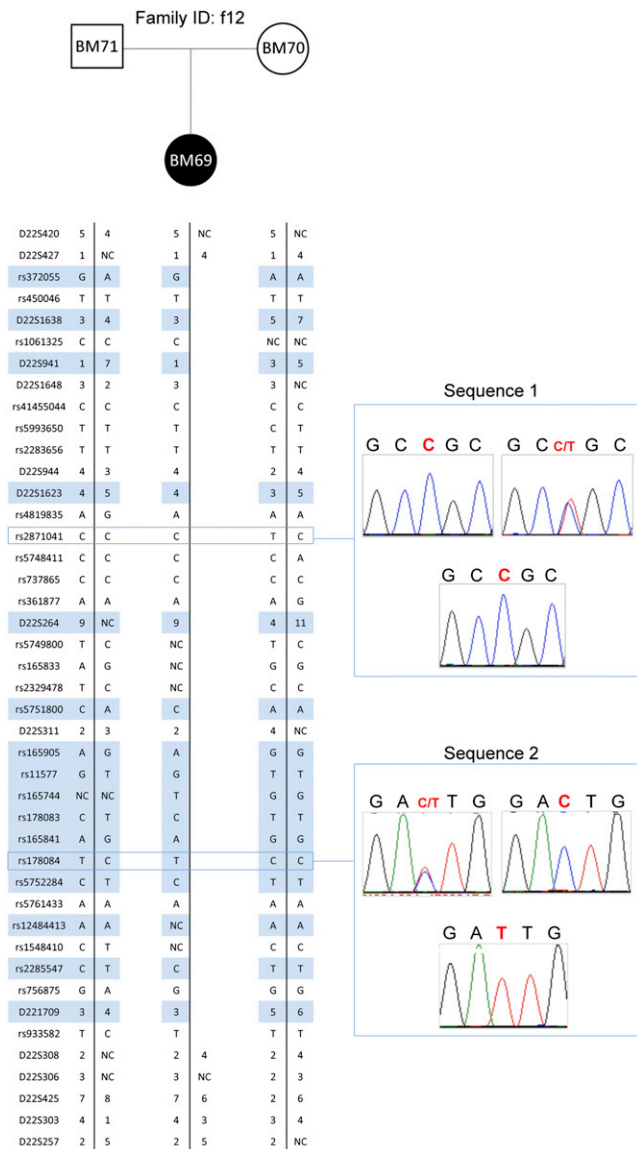 Family ID: f12
BM71
BM70
BM69
D22S420 5 4 5 NC 5 NC
D22S427 1 NC 1 4 1 4
rs372055 G A G A A
rs450046 T T T T T
D22S1638 3 4 3 5 7
rs1061325 C C C NC NC
D22S941 1 7 1 3 5
D22S1648 3 2 3 3 NC
rs41455044 C C C C C
rs5993650 T T T C T
rs2283656 T T T T T
D22S944 4 3 4 2 4
D22S1623 4 5 4 3 5
rs4819835 A G A A A
rs2871041 C C C T C
rs5748411 C C C C A
rs737865 C C C C C
rs361877 A A A A G
D22S264 9 NC 9 4 11
rs5749800 T C NC T C
rs165833 A G NC G G
rs2329478 T C NC C C
rs5751800 C A C A A
D22S311 2 3 2 4 NC
rs165905 A G A G G
rs11577 G T G T T
rs165744 NC NC T G G
rs178083 C T C T T
rs165841 A G A G G
rs178084 T C T C C
rs5752284 C T C T T
rs5761433 A A A A A
rs12484413 A A NC A A
rs1548410 C T NC C C
rs2285547 C T C T T
rs756875 G A G G G
D221709 3 4 3 5 6
rs933582 T C T T T
D22S308 2 NC 2 4 2 4
D22S306 3 NC 3 NC 2 3
D22S425 7 8 7 6 2 6
D22S303 4 1 4 3 3 4
D22S257 2 5 2 5 2 NC
Sequence 1
G C C G C
G C C/T G C
G C C G C
Sequence 2
G A C/T T G
G A C T G
G A T T G